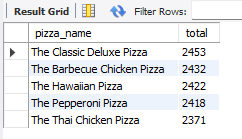 Result Grid Filter Rows:
pizza_name total
The Classic Deluxe Pizza 2453
The Barbecue Chicken Pizza 2432
The Hawaiian Pizza 2422
The Pepperoni Pizza 2418
The Thai Chicken Pizza 2371